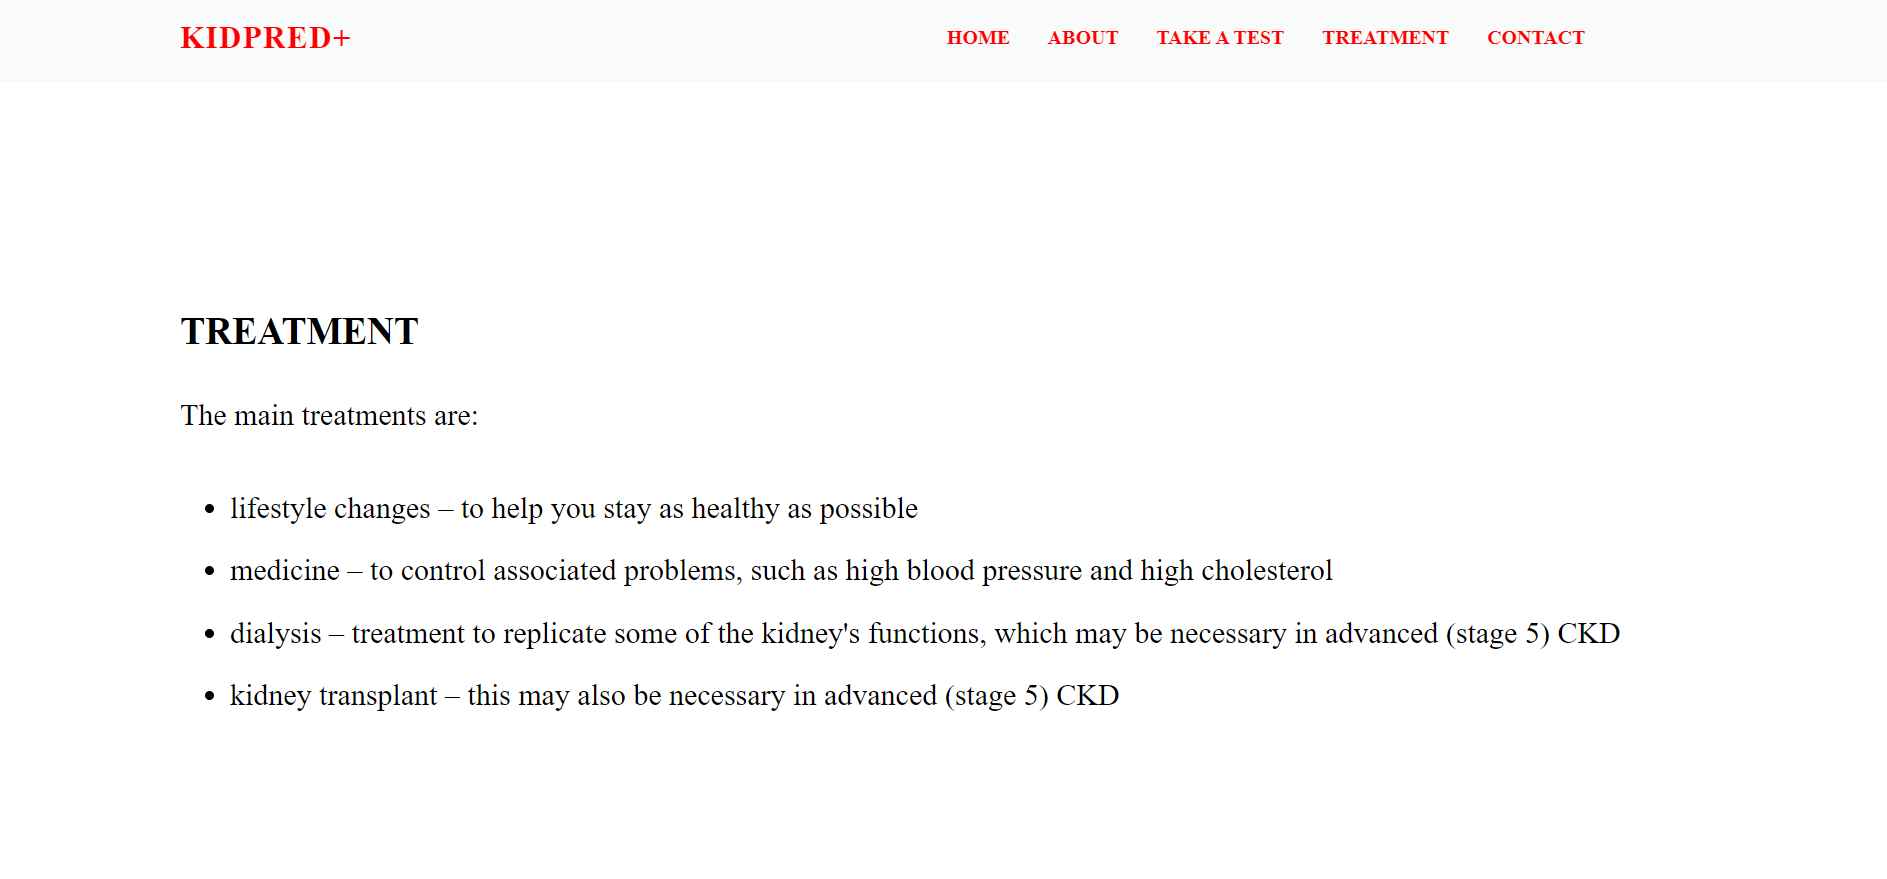 KIDPRED+
HOME ABOUT TAKE A TEST TREATMENT CONTACT
TREATMENT
The main treatments are:
• lifestyle changes – to help you stay as healthy as possible
• medicine – to control associated problems, such as high blood pressure and high cholesterol
• dialysis – treatment to replicate some of the kidney's functions, which may be necessary in advanced (stage 5) CKD
• kidney transplant – this may also be necessary in advanced (stage 5) CKD